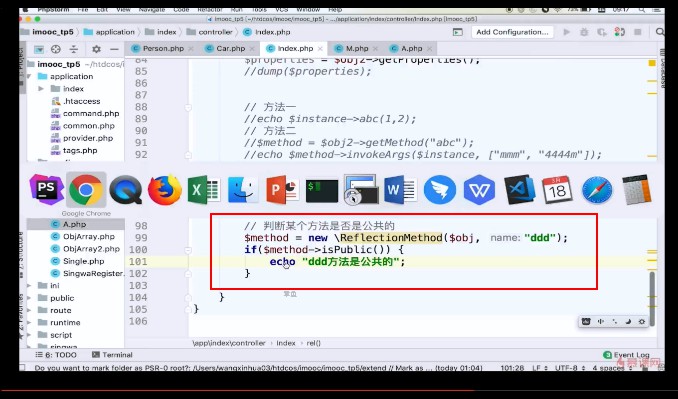 PhpStorm File Edit View Navigate Code Refactor Run Tools VCS Window Help
imooc_tp5 [~/htdcos/imooc/imooc_tp5] - .../application/index/controller/Index.php [imooc_tp5]
imooc_tp5 application index controller Index.php Add Configuration...
Person.php Car.php Index.php M.php A.php
imooc_tp5
application
index
.htaccess
command.php
common.php
provider.php
tags.php
84 $properties = $obj2->getProperties();
85 //dump($properties);
88 // 方法一
89 //echo $instance->abc(1,2);
90 // 方法二
91 //$method = $obj2->getMethod("abc");
92 //echo $method->invokeArgs($instance, ["mmm", "4444m"]);
Google Chrome
A.php
ObjArray.php
ObjArray2.php
Single.php
SingwaRegister.
ini
public
route
runtime
script
98 // 判断某个方法是否是公共的
99 $method = new \ReflectionMethod($obj, name: "ddd");
100 if($method->isPublic()) {
101 echo "ddd方法是公共的";
102 }
103
104 }
105 }
106
\app\index\controller Index rel()
6: TODO Terminal Event Log
Do you want to mark folder as PSR-0 root?: /Users/wangxinhua03/htdcos/imooc/imooc_tp5/extend // Mark as ... (today 01:04) 101:28 LF UTF-8 4 spaces